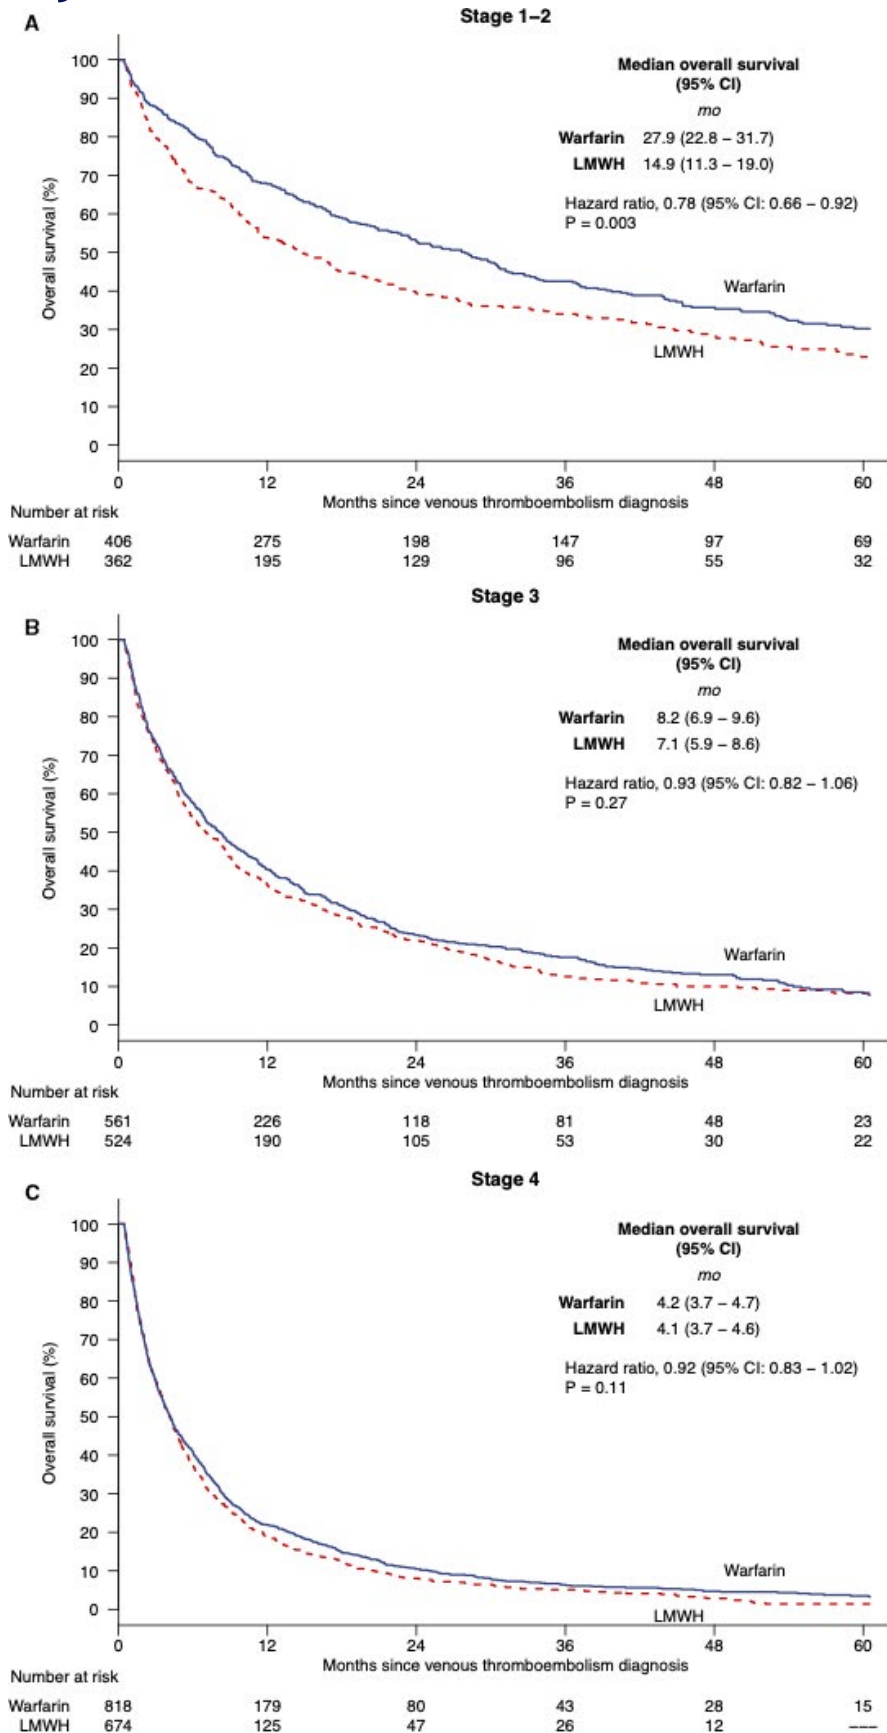 Stage 1–2
A
Median overall survival
(95% CI)
mo
Warfarin 27.9 (22.8 – 31.7)
LMWH 14.9 (11.3 – 19.0)
Hazard ratio, 0.78 (95% CI: 0.66 – 0.92)
P = 0.003
Overall survival (%)
100
90
80
70
60
50
40
30
20
10
0
Warfarin
LMWH
0 12 24 36 48 60
Months since venous thromboembolism diagnosis
Number at risk
Warfarin 406 275 198 147 97 69
LMWH 362 195 129 96 55 32
Stage 3
B
Median overall survival
(95% CI)
mo
Warfarin 8.2 (6.9 – 9.6)
LMWH 7.1 (5.9 – 8.6)
Hazard ratio, 0.93 (95% CI: 0.82 – 1.06)
P = 0.27
Overall survival (%)
100
90
80
70
60
50
40
30
20
10
0
Warfarin
LMWH
0 12 24 36 48 60
Months since venous thromboembolism diagnosis
Number at risk
Warfarin 561 226 118 81 48 23
LMWH 524 190 105 53 30 22
Stage 4
C
Median overall survival
(95% CI)
mo
Warfarin 4.2 (3.7 – 4.7)
LMWH 4.1 (3.7 – 4.6)
Hazard ratio, 0.92 (95% CI: 0.83 – 1.02)
P = 0.11
Overall survival (%)
100
90
80
70
60
50
40
30
20
10
0
Warfarin
LMWH
0 12 24 36 48 60
Months since venous thromboembolism diagnosis
Number at risk
Warfarin 818 179 80 43 28 15
LMWH 674 125 47 26 12 ---